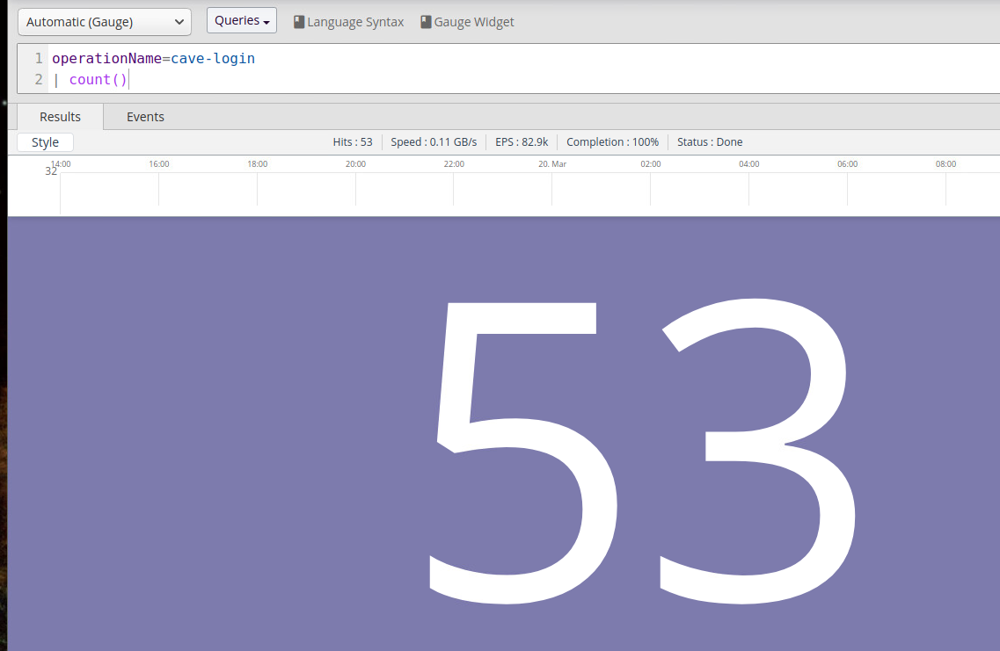 Automatic (Gauge) Queries Language Syntax Gauge Widget
1 operationName=cave-login
2 | count()
Results Events
Style Hits : 53 Speed : 0.11 GB/s EPS : 82.9k Completion : 100% Status : Done
14:00 16:00 18:00 20:00 22:00 20. Mar 02:00 04:00 06:00 08:00
32
53